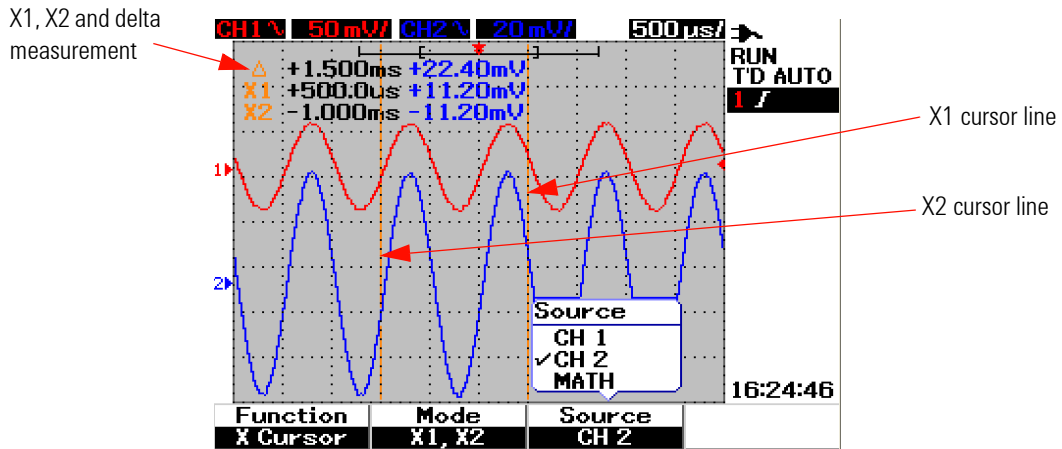 X1, X2 and delta
measurement
CH1 ∿ 50mV/ CH2 ∿ 20mV/ 500µs/
RUN
T'D AUTO
1
△ +1.500ms +22.40mV
X1 +500.0us +11.20mV
X2 -1.000ms -11.20mV
X1 cursor line
X2 cursor line
1
2
Source
CH 1
✓CH 2
MATH
16:24:46
Function Mode Source
X Cursor X1, X2 CH 2